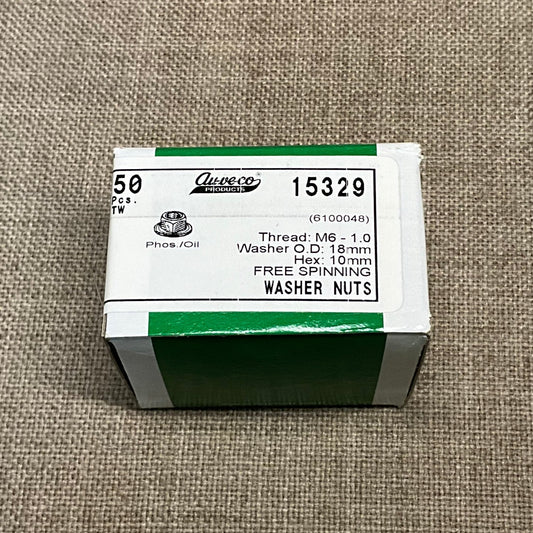 50
Pcs.
TW
Auveco
PRODUCTS
15329
(6100048)
Phos./Oil
Thread: M6 - 1.0
Washer O.D: 18mm
Hex: 10mm
FREE SPINNING
WASHER NUTS